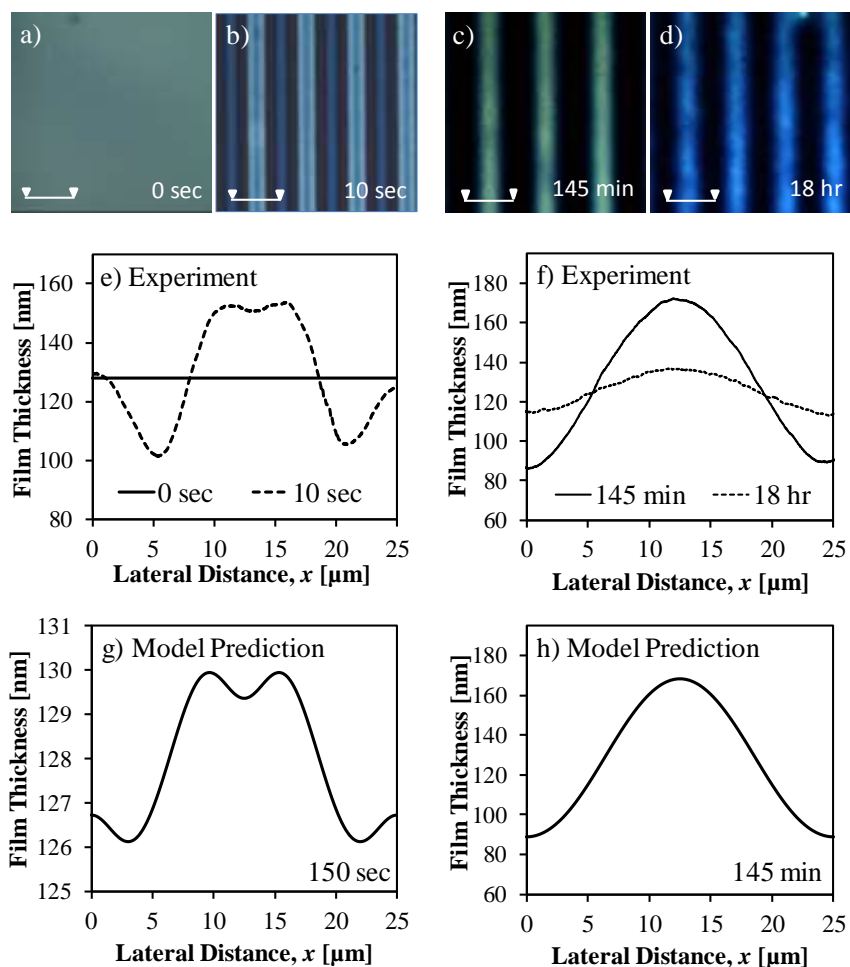 a)
0 sec
b)
10 sec
c)
145 min
d)
18 hr
e) Experiment
Film Thickness [nm]
160
140
120
100
80
0 sec
10 sec
0 5 10 15 20 25
Lateral Distance, x [µm]
f) Experiment
Film Thickness [nm]
180
160
140
120
100
80
60
145 min
18 hr
0 5 10 15 20 25
Lateral Distance, x [µm]
g) Model Prediction
Film Thickness [nm]
131
130
129
128
127
126
125
150 sec
0 5 10 15 20 25
Lateral Distance, x [µm]
h) Model Prediction
Film Thickness [nm]
180
160
140
120
100
80
60
145 min
0 5 10 15 20 25
Lateral Distance, x [µm]